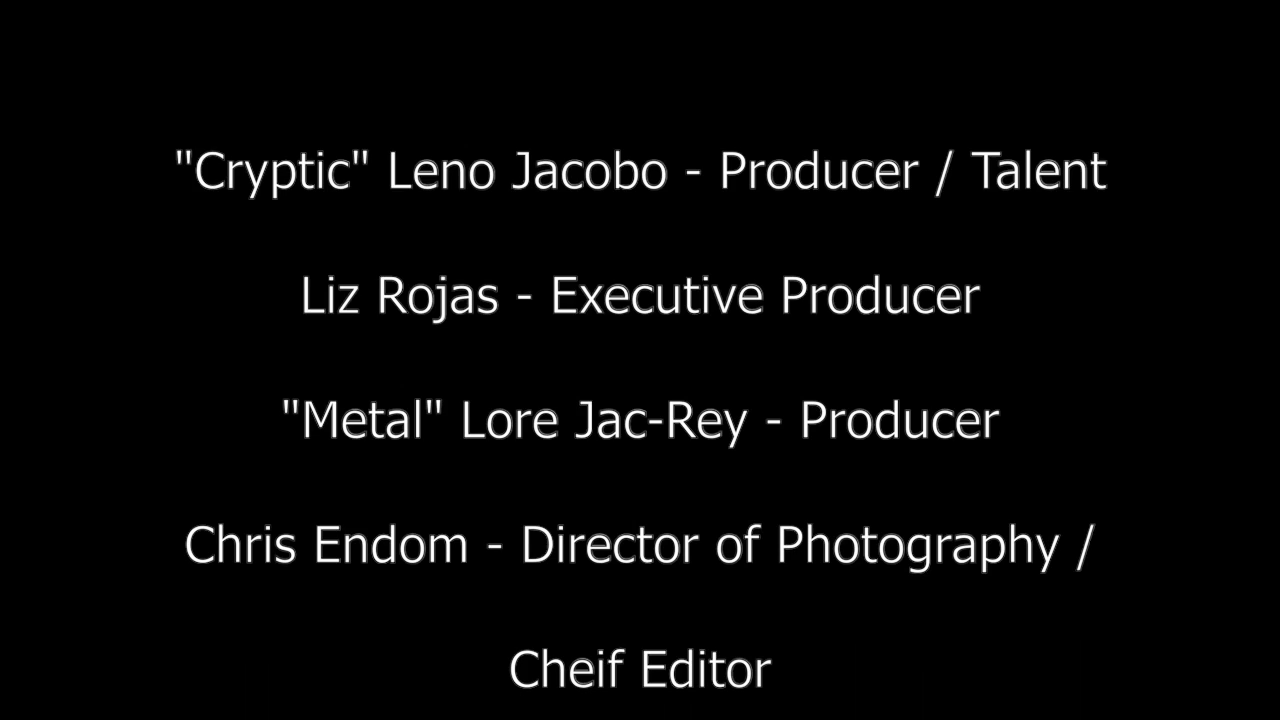 "Cryptic" Leno Jacobo - Producer / Talent
Liz Rojas - Executive Producer
"Metal" Lore Jac-Rey - Producer
Chris Endom - Director of Photography /
Cheif Editor